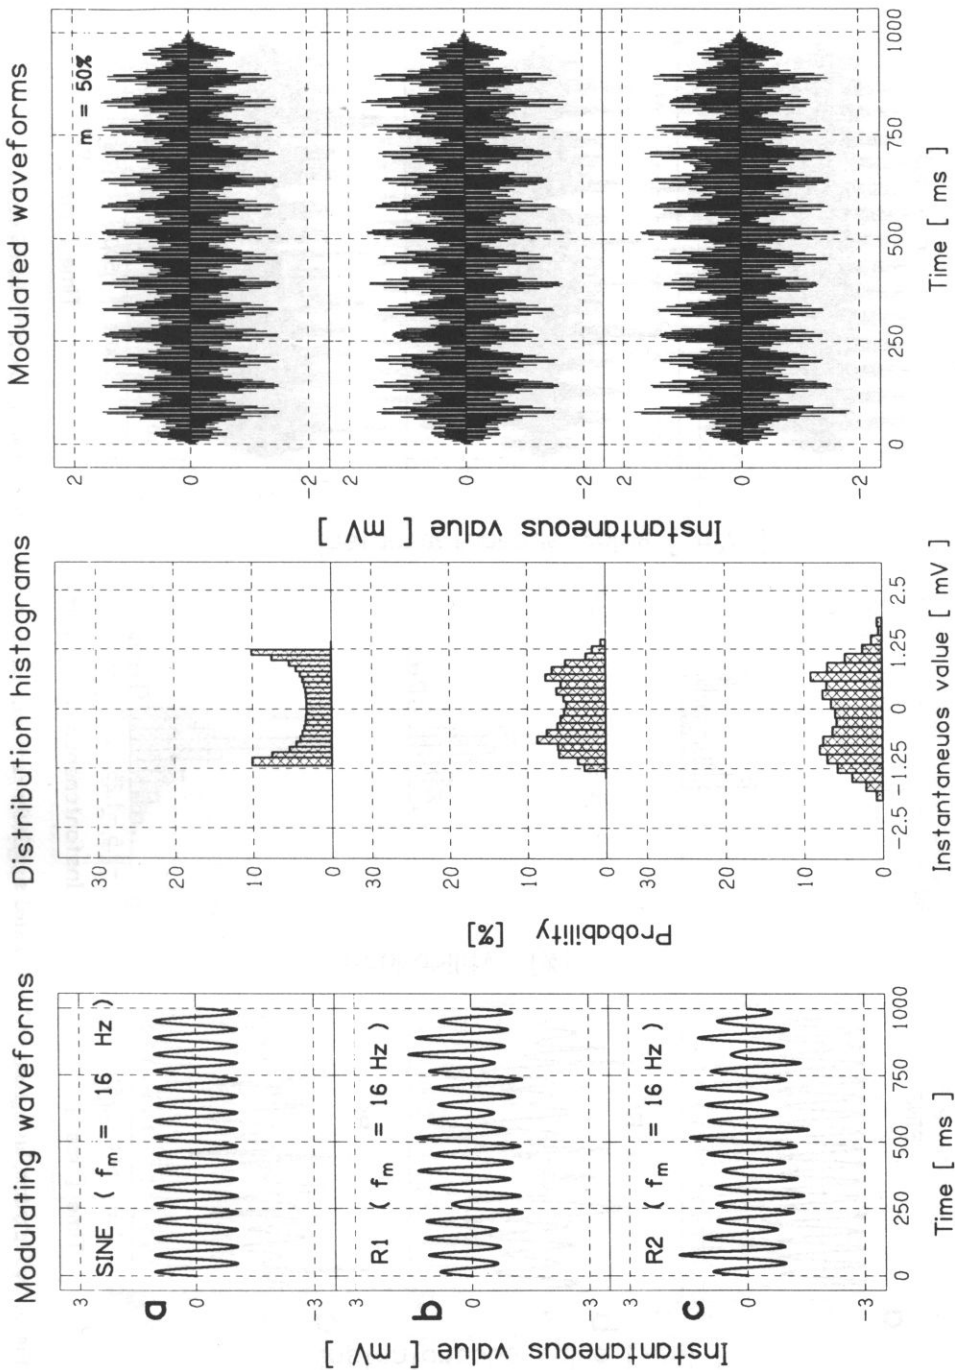 Modulating waveforms
Distribution histograms
Modulated waveforms
3
0
-3
a
SINE ( fm = 16 Hz )
30
20
10
0
2
0
-2
m = 50%
3
0
-3
b
R1 ( fm = 16 Hz )
30
20
10
0
2
0
-2
3
0
-3
c
R2 ( fm = 16 Hz )
30
20
10
0
2
0
-2
Instantaneous value [ mV ]
Probability [%]
Instantaneous value [ mV ]
0
250
500
750
1000
-2.5
-1.25
0
1.25
2.5
0
250
500
750
1000
Time [ ms ]
Instantaneuos value [ mV ]
Time [ ms ]